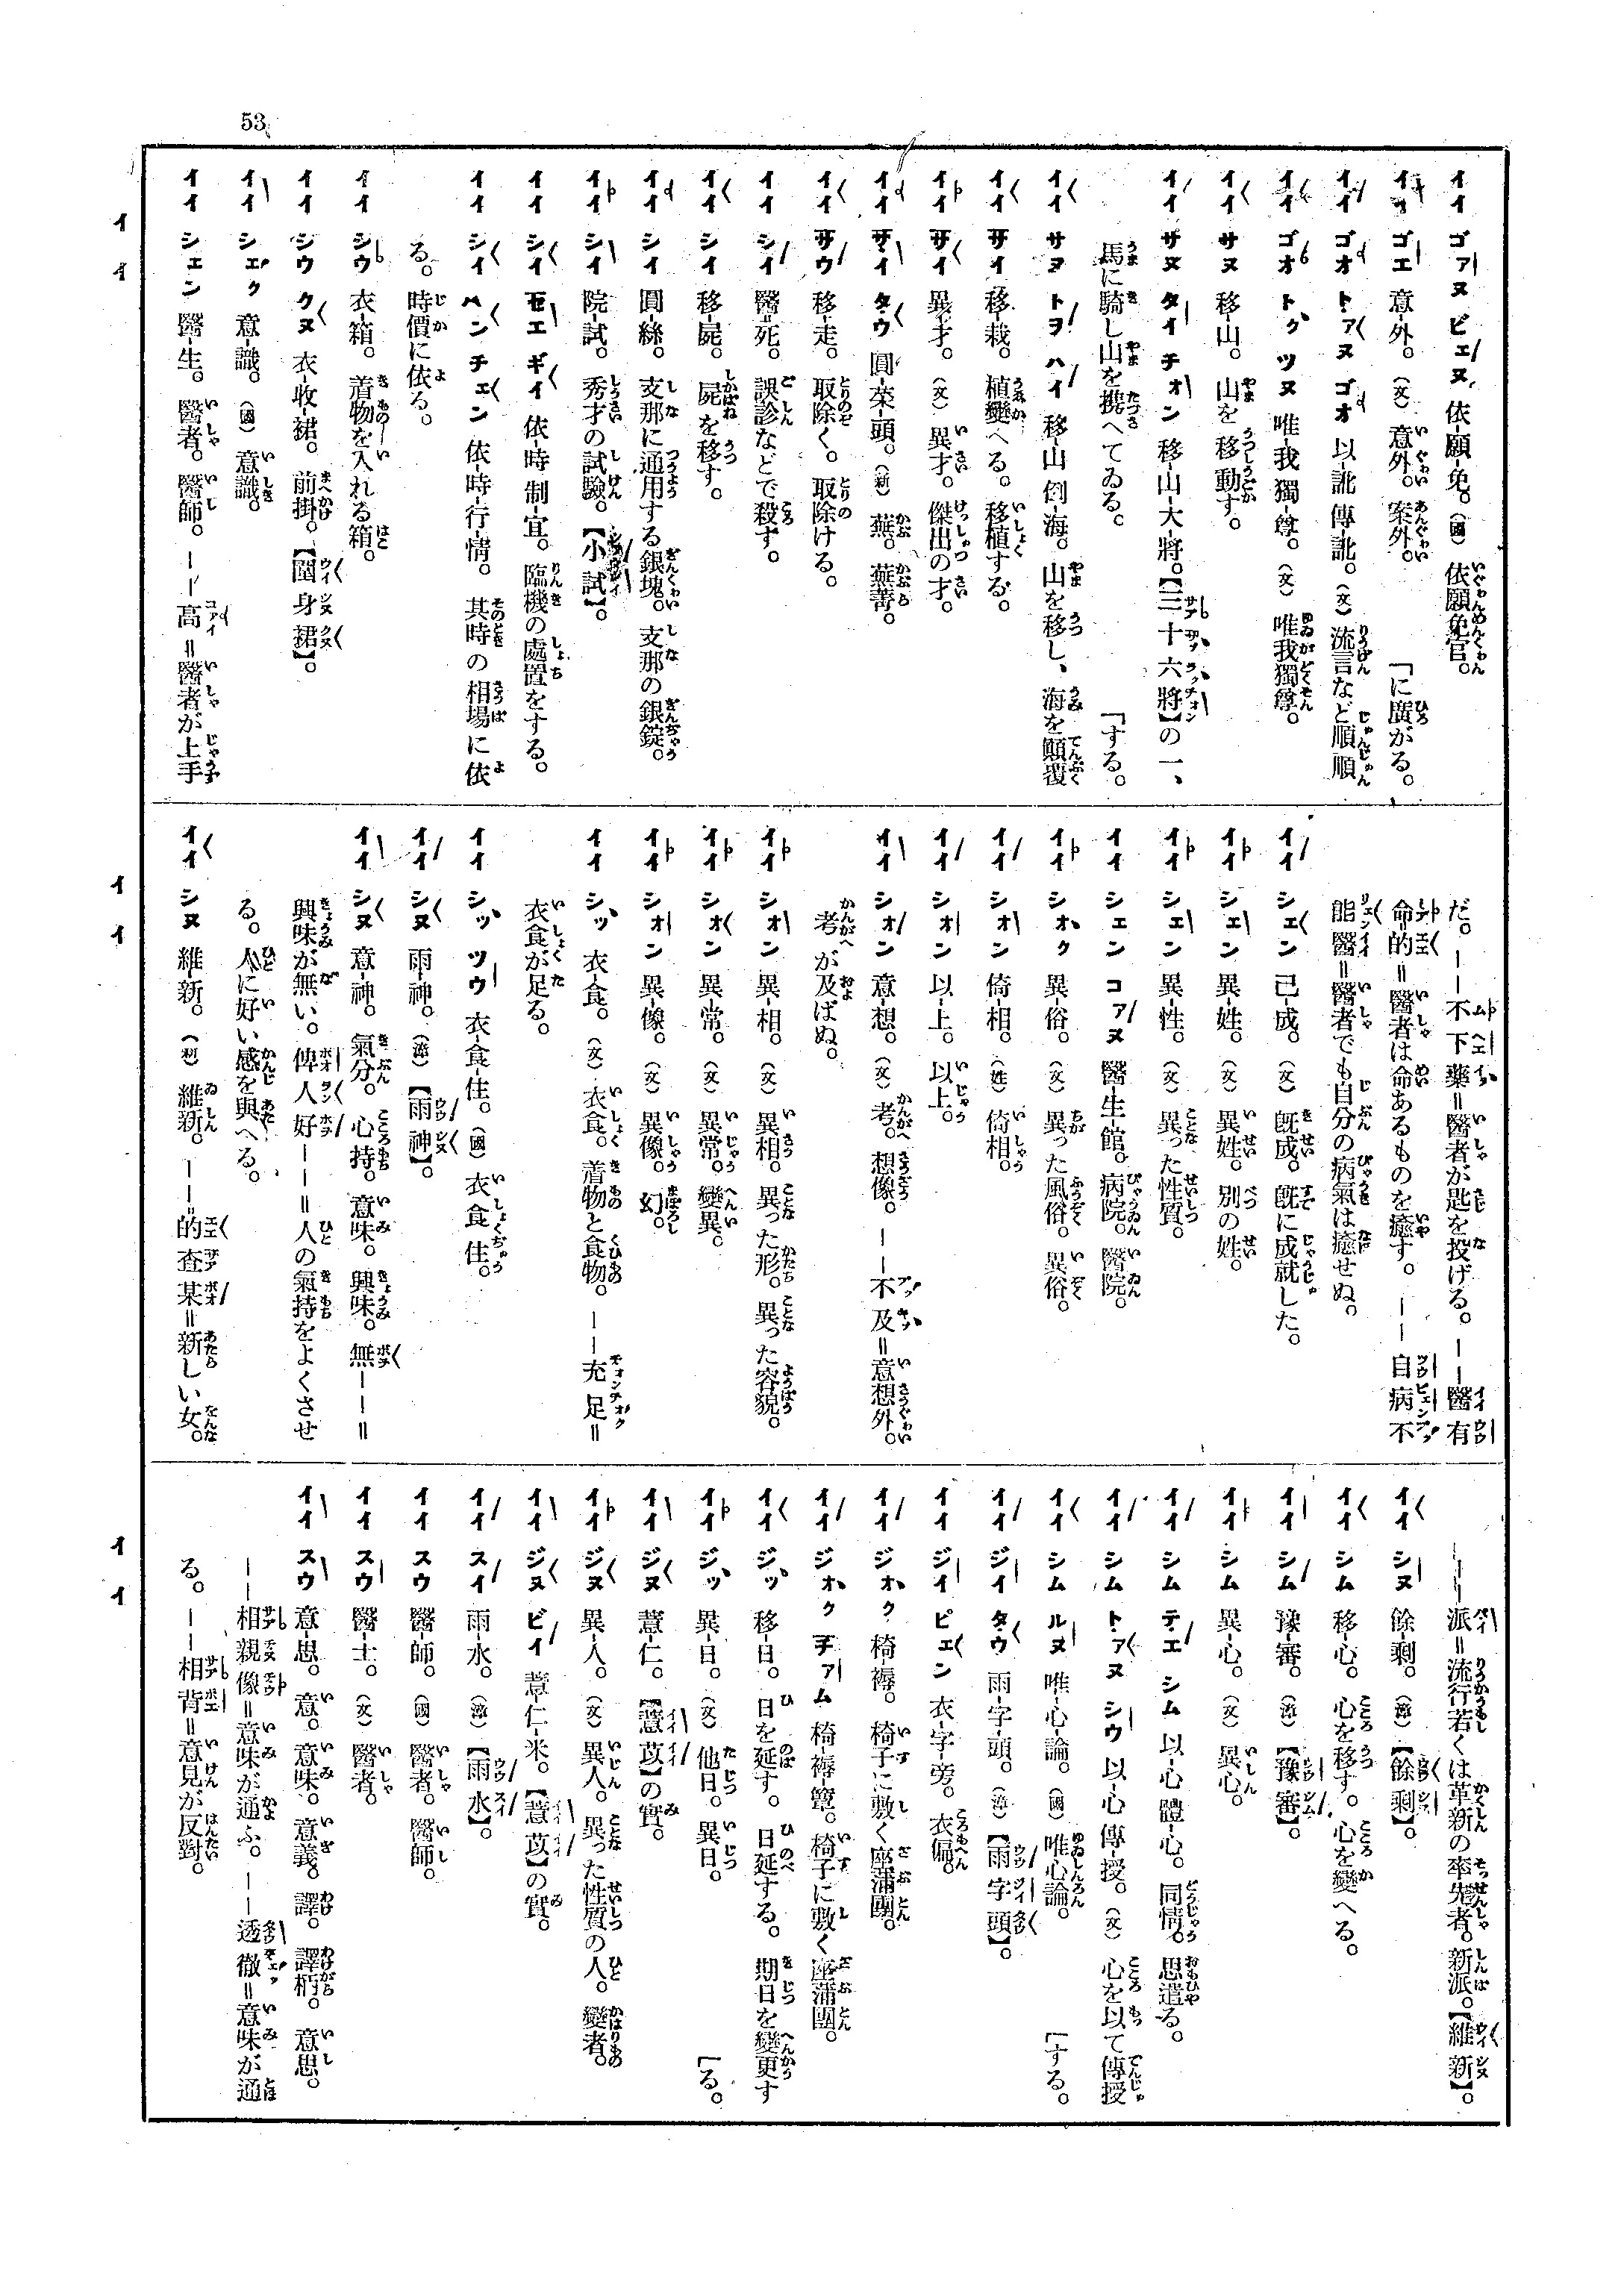 53
イイ ゴァヌ ビェヌ 依-願-免。(國) 依願免官。
イイ ゴエ 意-外。(文) 意外。案外。 「に廣がる。
イイ ゴオ トァヌ ゴオ 以-訛 傳-訛。(文) 流言など順順
イイ ゴオ トク ツヌ 唯-我 獨-尊。(文) 唯我獨尊。
イイ サヌ 移-山。山を移動す。
イイ サヌ タイ チォン 移-山-大-將。【三十六將】の一、
馬に騎し山を携へてゐる。 「する。
イイ サヌ トヲ ハイ 移-山 倒-海。山を移し、海を顚覆
イイ サイ 移-栽。植變へる。移植する。
イイ サイ 異-才。(文) 異才。傑出の才。
イイ サイ タウ 圓-菜-頭。(新) 蕪。蕪菁。
イイ サウ 移-走。取除く。取除ける。
イイ シイ 醫=死。誤診などで殺す。
イイ シイ 移-屍。屍を移す。
イイ シイ 圓-絲。支那に通用する銀塊。支那の銀錠。
イイ シイ 院-試。秀才の試驗。【小試】。
イイ シイ セエ ギイ 依-時 制-宜。臨機の處置をする。
イイ シイ ハン チェン 依-時-行-情。其時の相場に依
る。時價に依る。
イイ シウ 衣-箱。着物を入れる箱。
イイ シウ クヌ 衣-收-裙。前掛。【圍身裙】。
イイ シェク 意-識。(國) 意識。
イイ シェン 醫-生。醫者。醫師。——高=醫者が上手
だ。——不下藥=醫者が匙を投げる。——醫有
命-的=醫者は命あるものを癒す。——自病不
能醫=醫者でも自分の病氣は癒せぬ。
イイ シェン 已-成。(文) 既成。既に成就した。
イイ シェン 異-姓。(文) 異姓。別の姓。
イイ シェン 異-性。(文) 異った性質。
イイ シェン コァヌ 醫-生-館。病院。醫院。
イイ シォク 異-俗。(文) 異った風俗。異俗。
イイ シォン 倚-相。(姓) 倚相。
イイ シォン 以-上。以上。
イイ シォン 意-想。(文) 考。想像。——不及=意想外。
考が及ばぬ。
イイ シォン 異-相。(文) 異相。異った形。異った容貌。
イイ シォン 異-常。(文) 異常。變異。
イイ シォン 異-像。(文) 異像。幻。
イイ シッ 衣-食。(文) 衣食。着物と食物。——充足=
衣食が足る。
イイ シッ ツウ 衣-食-住。(國) 衣食住。
イイ シヌ 雨-神。(漳) 【雨神】。
イイ シヌ 意-神。氣分。心持。意味。興味。無——=
興味が無い。俾人好——=人の氣持をよくさせ
る。人に好い感を與へる。
イイ シヌ 維-新。(利) 維新。——的查某=新しい女。
——派=流行若くは革新の率先者。新派。【維新】。
イイ シヌ 餘-剩。(漳) 【餘剩】。
イイ シム 移-心。心を移す。心を變へる。
イイ シム 豫-審。(漳) 【豫審】。
イイ シム 異-心。(文) 異心。
イイ シム テエ シム 以-心 體-心。同情。思遣る。
イイ シム トァヌ シウ 以-心 傳-授。(文) 心を以て傳授
イイ シム ルヌ 唯-心-論。(國) 唯心論。 「する。
イイ ジイ タウ 雨-字-頭。(漳) 【雨字頭】。
イイ ジイ ピェン 衣-字-旁。衣偏。
イイ ジォク 椅-褥。椅子に敷く座蒲團。
イイ ジォク チァム 椅-褥-簟。椅子に敷く座蒲團。
イイ ジッ 移-日。日を延す。日延する。期日を變更す
イイ ジッ 異-日。(文) 他日。異日。 「る。
イイ ジヌ 薏-仁。【薏苡】の實。
イイ ジヌ 異-人。(文) 異人。異った性質の人。變者。
イイ ジヌ ビイ 薏-仁-米。【薏苡】の實。
イイ スイ 雨-水。(漳) 【雨水】。
イイ スウ 醫-師。(國) 醫者。醫師。
イイ スウ 醫-士。(文) 醫者。
イイ スウ 意-思。意。意味。意義。譯。譯柄。意思。
——相親像=意味が通ふ。——透徹=意味が通
る。——相背=意見が反對。
イ イ
イ イ
イ イ